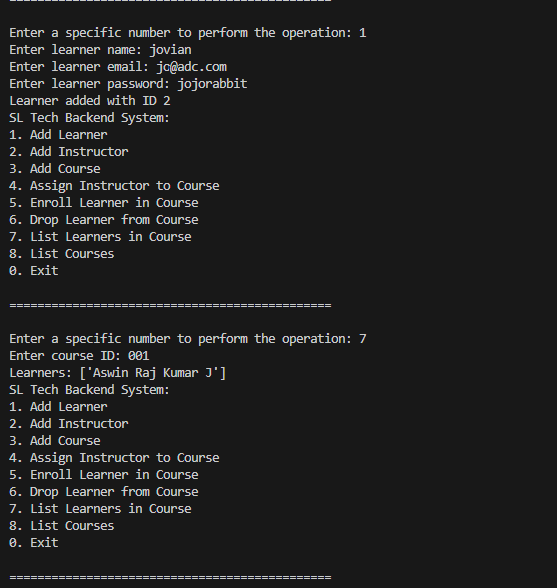 ===============================================
Enter a specific number to perform the operation: 1
Enter learner name: jovian
Enter learner email: jo@adc.com
Enter learner password: jojorabbit
Learner added with ID 2
SL Tech Backend System:
1. Add Learner
2. Add Instructor
3. Add Course
4. Assign Instructor to Course
5. Enroll Learner in Course
6. Drop Learner from Course
7. List Learners in Course
8. List Courses
0. Exit
===============================================
Enter a specific number to perform the operation: 7
Enter course ID: 001
Learners: ['Aswin Raj Kumar J']
SL Tech Backend System:
1. Add Learner
2. Add Instructor
3. Add Course
4. Assign Instructor to Course
5. Enroll Learner in Course
6. Drop Learner from Course
7. List Learners in Course
8. List Courses
0. Exit
===============================================